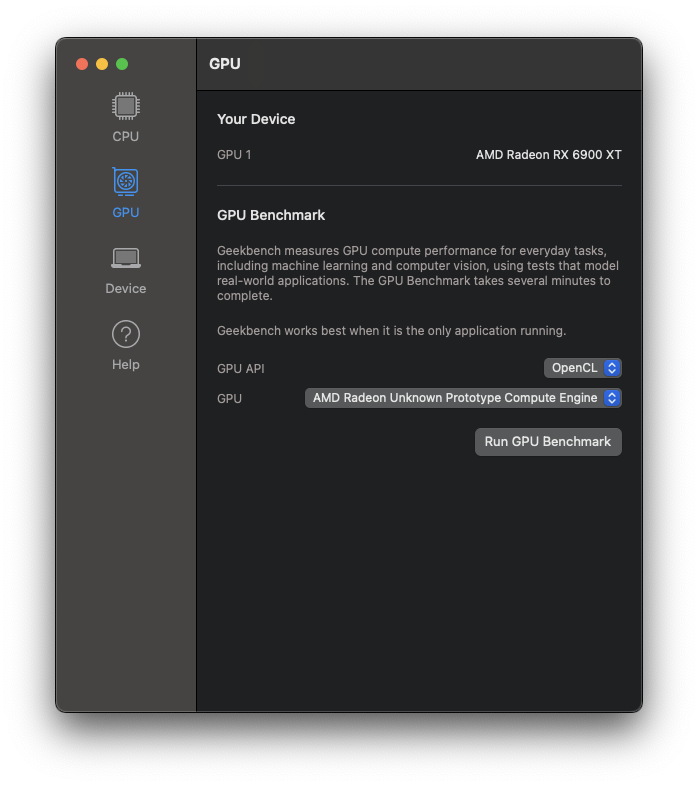 GPU
CPU
GPU
Device
Help
Your Device
GPU 1 AMD Radeon RX 6900 XT
GPU Benchmark
Geekbench measures GPU compute performance for everyday tasks,
including machine learning and computer vision, using tests that model
real-world applications. The GPU Benchmark takes several minutes to
complete.
Geekbench works best when it is the only application running.
GPU API OpenCL
GPU AMD Radeon Unknown Prototype Compute Engine
Run GPU Benchmark